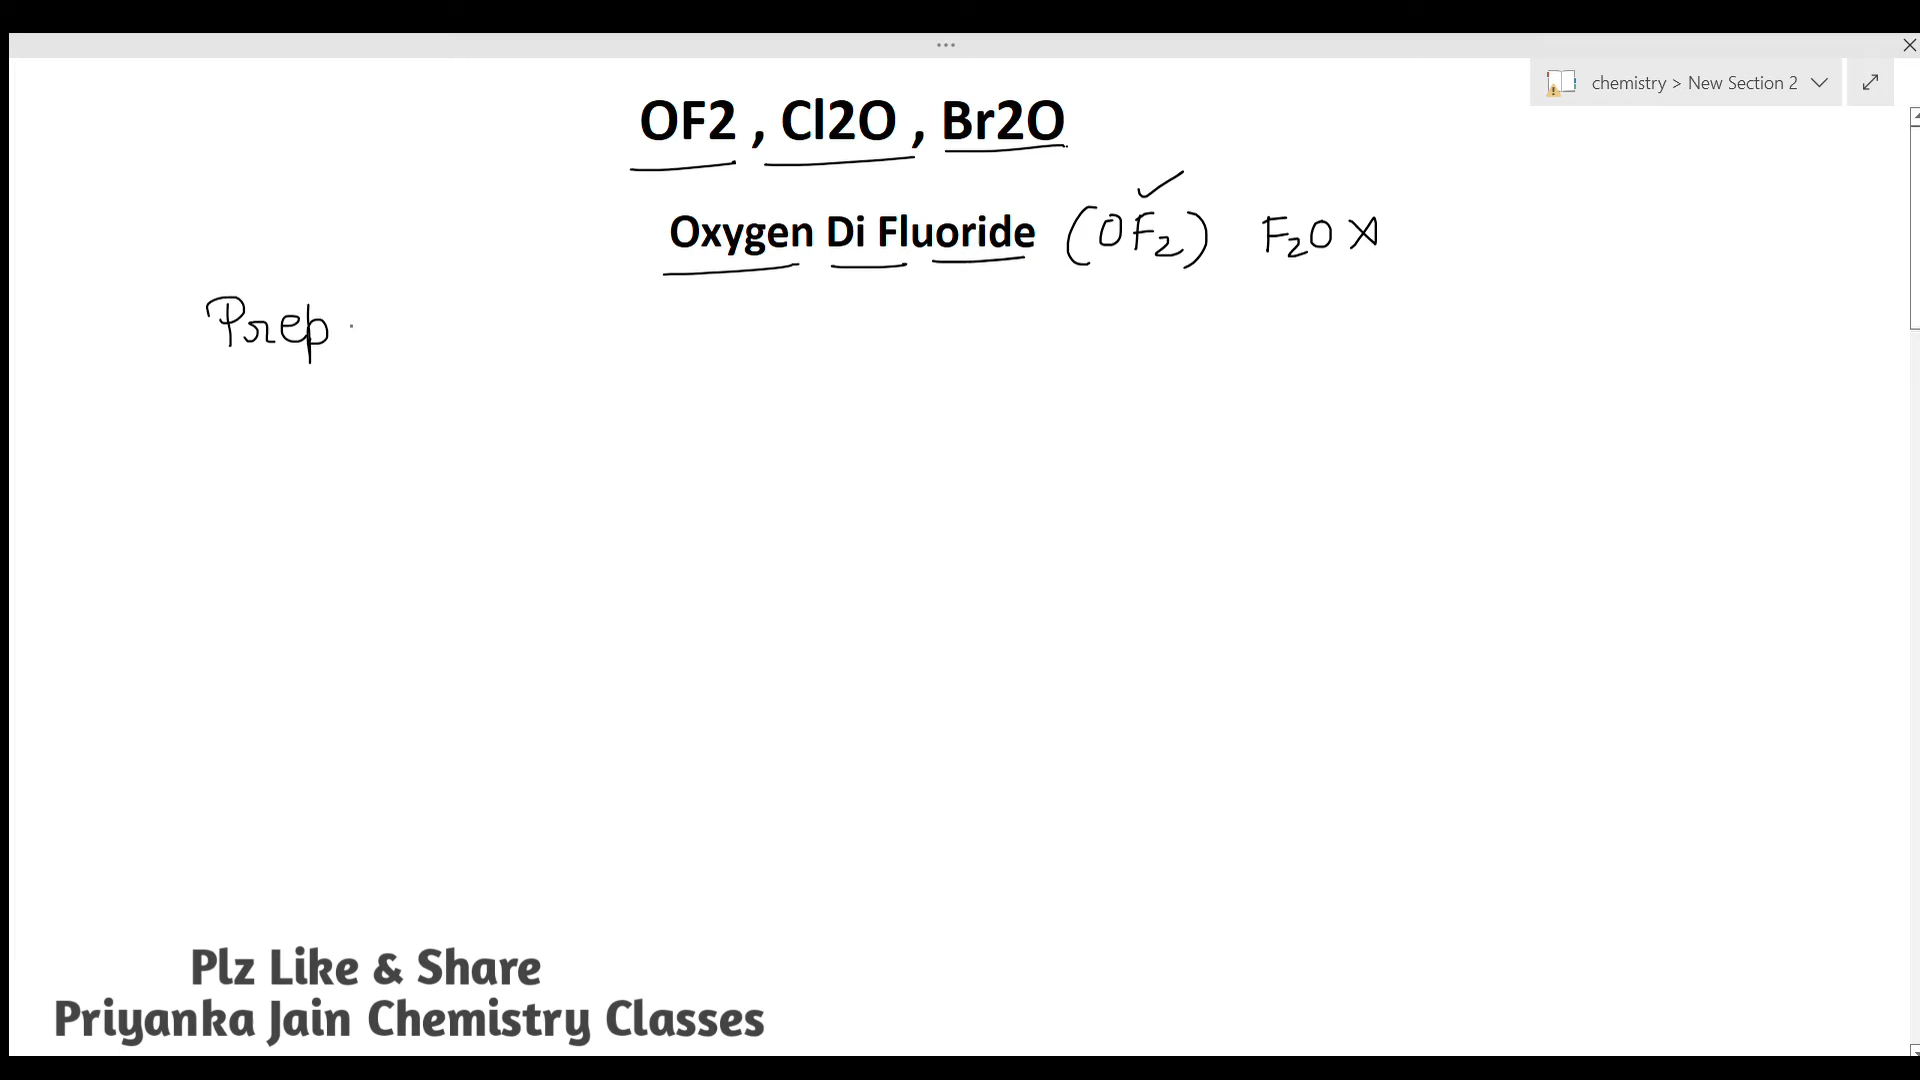 chemistry > New Section 2
OF2 , Cl2O , Br2O
Oxygen Di Fluoride (OF₂) F₂O X
Prep
Plz Like & Share
Priyanka Jain Chemistry Classes